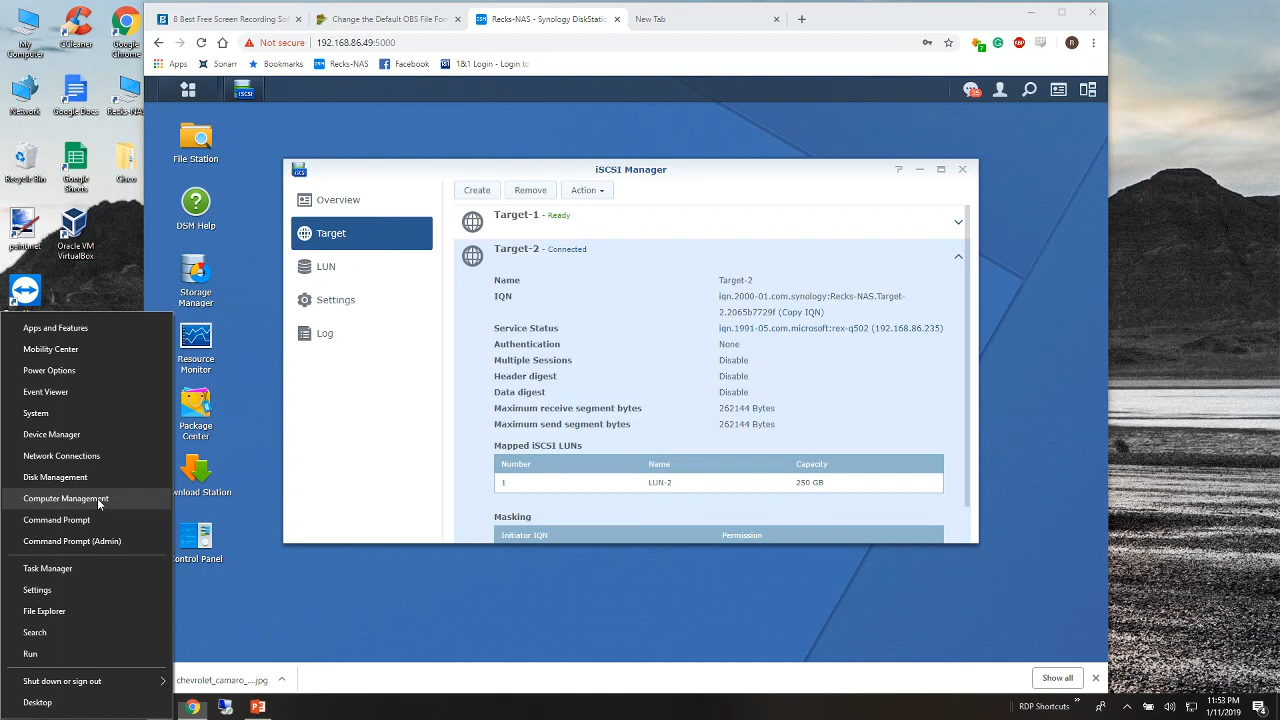 8 Best Free Screen Recording Sof
Change the Default OBS File For
Recks-NAS - Synology DiskStatio
New Tab
Not secure
192.168.86.49:5000
7
ABP
R
Apps
Sonarr
Bookmarks
Recks-NAS
Facebook
1&1 Login - Login to
My Computer
CCleaner
Google Chrome
Network
Google Docs
Recks-NA
Recycle Bin
Google Sheets
Cisco
paintnet
Oracle VM VirtualBox
iSCSI
File Station
DSM Help
Storage Manager
Resource Monitor
Package Center
wnload Station
ontrol Panel
iSCSI Manager
Overview
Target
LUN
Settings
Log
Create
Remove
Action
Target-1 - Ready
Target-2 - Connected
Name Target-2
IQN iqn.2000-01.com.synology:Recks-NAS.Target-
2.2065b7729f (Copy IQN)
Service Status iqn.1991-05.com.microsoft:rex-q502 (192.168.86.235)
Authentication None
Multiple Sessions Disable
Header digest Disable
Data digest Disable
Maximum receive segment bytes 262144 Bytes
Maximum send segment bytes 262144 Bytes
Mapped iSCSI LUNs
Number Name Capacity
1 LUN-2 250 GB
Masking
Initiator IQN Permission
Apps and Features
Mobility Center
Power Options
Event Viewer
System
Device Manager
Network Connections
Disk Management
Computer Management
Command Prompt
Command Prompt (Admin)
Task Manager
Settings
File Explorer
Search
Run
Shut down or sign out
Desktop
chevrolet_camaro_....jpg
Show all
RDP Shortcuts
11:53 PM
1/11/2019
4